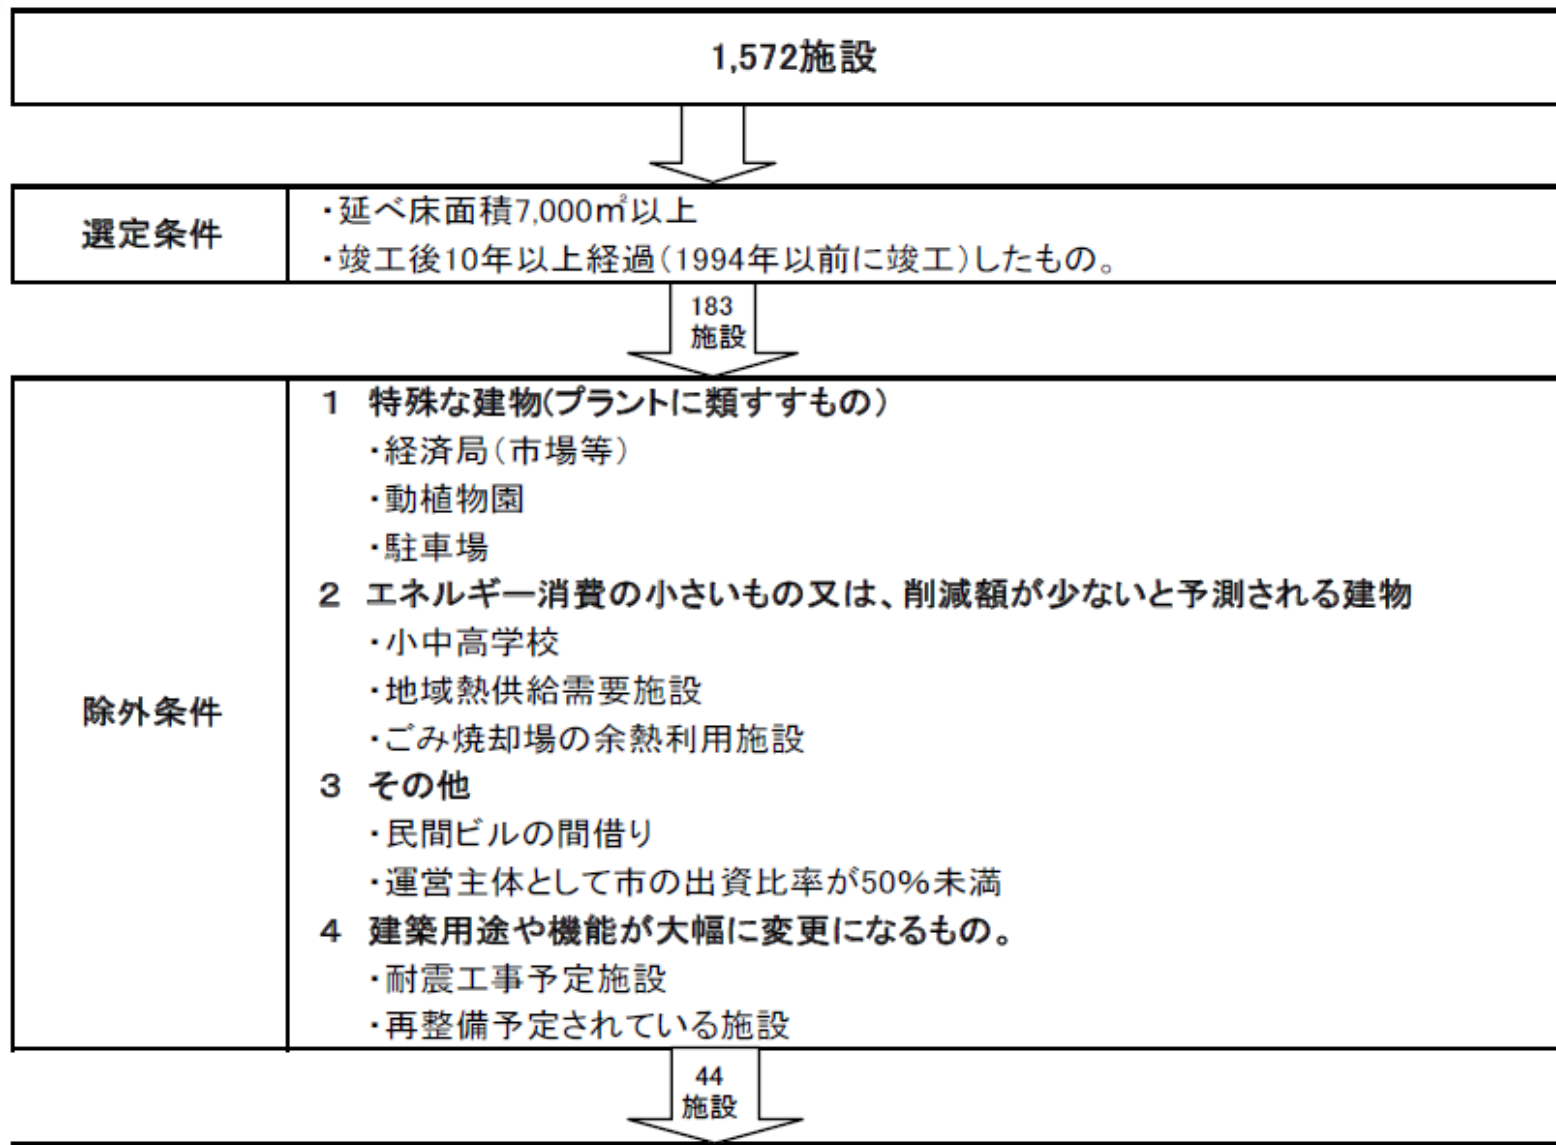 1,572施設
選定条件
・延べ床面積7,000㎡以上
・竣工後10年以上経過（1994年以前に竣工）したもの。
183
施設
除外条件
1 特殊な建物(プラントに類すすもの）
・経済局（市場等）
・動植物園
・駐車場
2 エネルギー消費の小さいもの又は、削減額が少ないと予測される建物
・小中高学校
・地域熱供給需要施設
・ごみ焼却場の余熱利用施設
3 その他
・民間ビルの間借り
・運営主体として市の出資比率が50％未満
4 建築用途や機能が大幅に変更になるもの。
・耐震工事予定施設
・再整備予定されている施設
44
施設